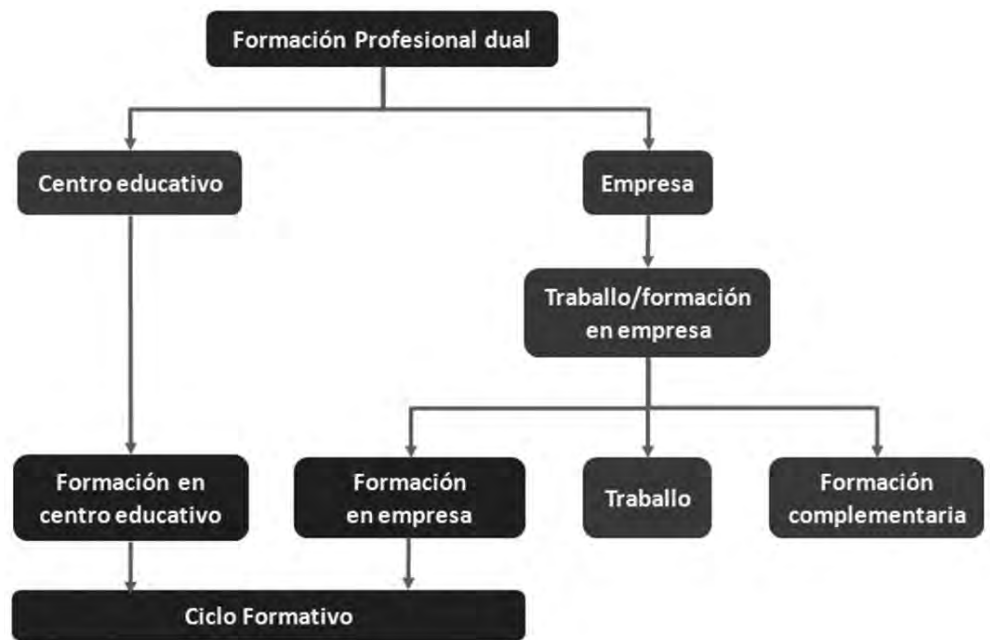 Formación Profesional dual
Centro educativo
Empresa
Traballo/formación
en empresa
Formación en
centro educativo
Formación
en empresa
Traballo
Formación
complementaria
Ciclo Formativo